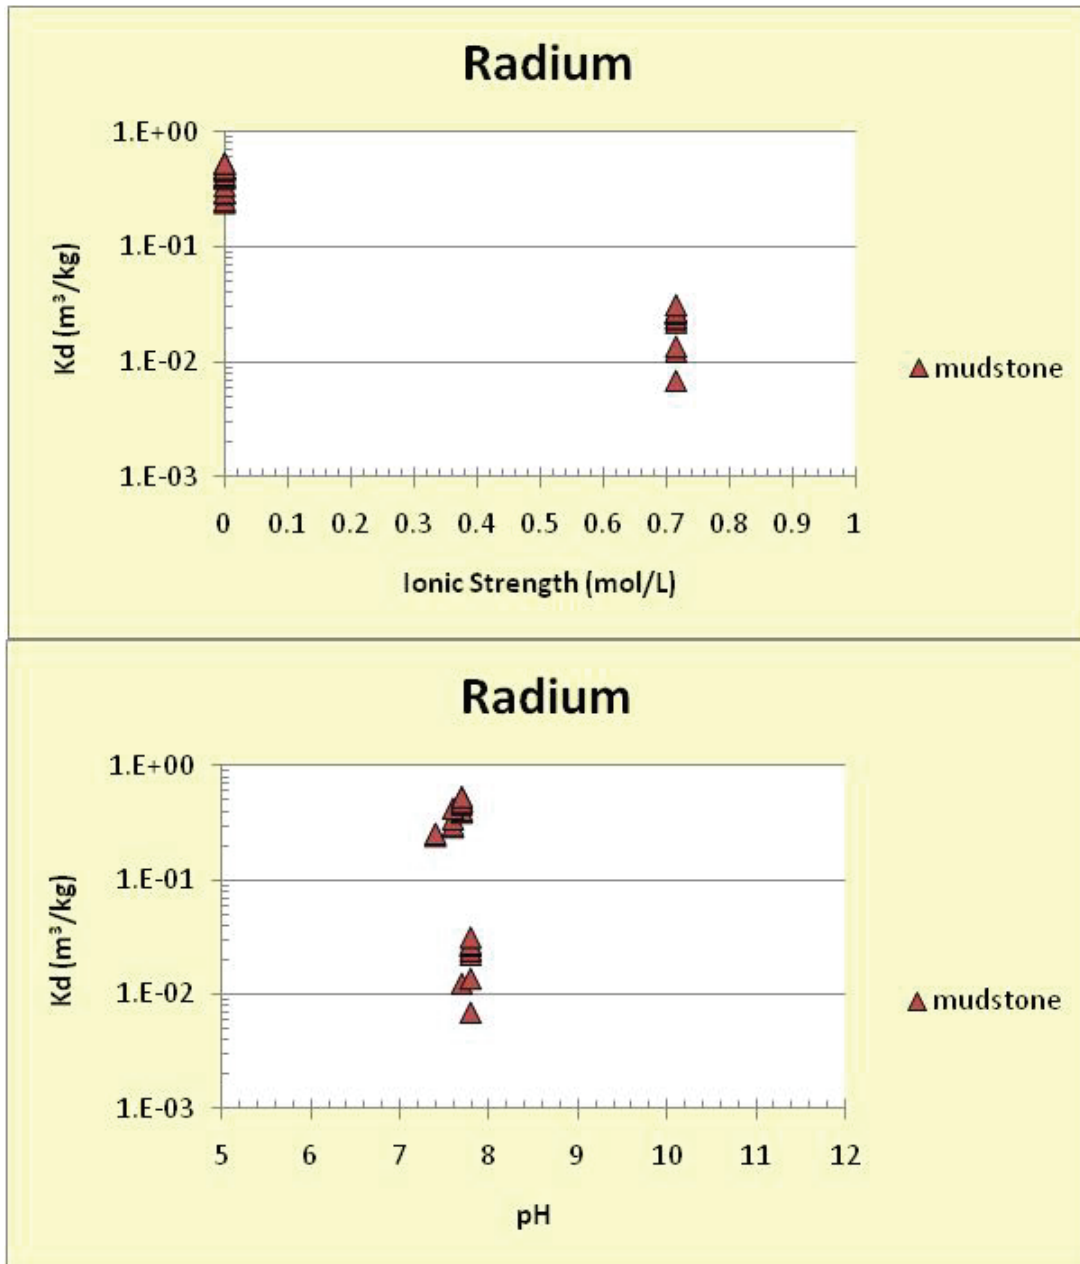 Radium
1.E+00
1.E-01
1.E-02
1.E-03
Kd (m³/kg)
0 0.1 0.2 0.3 0.4 0.5 0.6 0.7 0.8 0.9 1
Ionic Strength (mol/L)
mudstone
Radium
1.E+00
1.E-01
1.E-02
1.E-03
Kd (m³/kg)
5 6 7 8 9 10 11 12
pH
mudstone